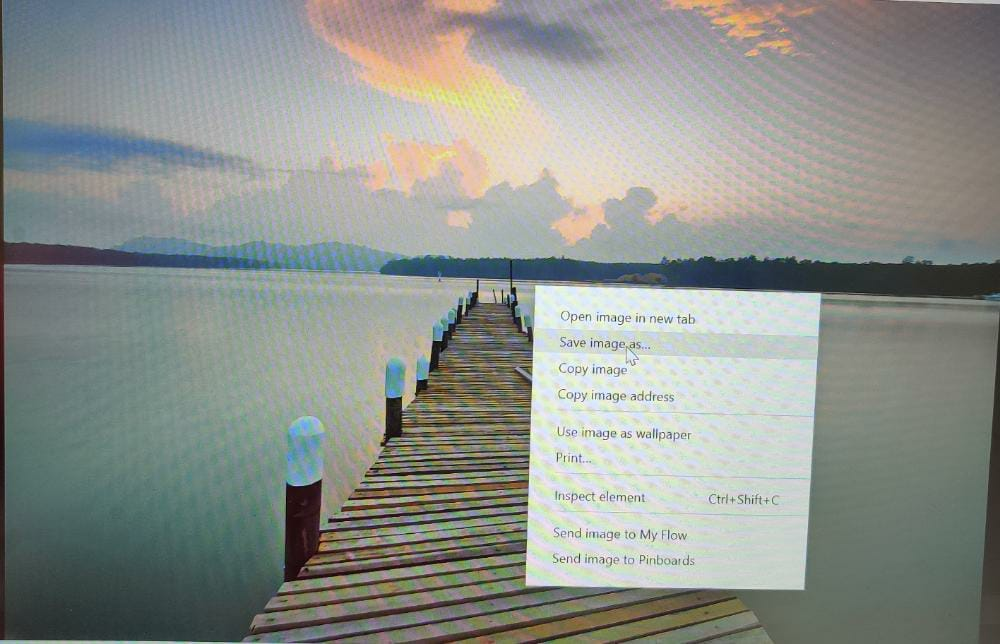 Open image in new tab
Save image as...
Copy image
Copy image address
Use image as wallpaper
Print...
Inspect element Ctrl+Shift+C
Send image to My Flow
Send image to Pinboards